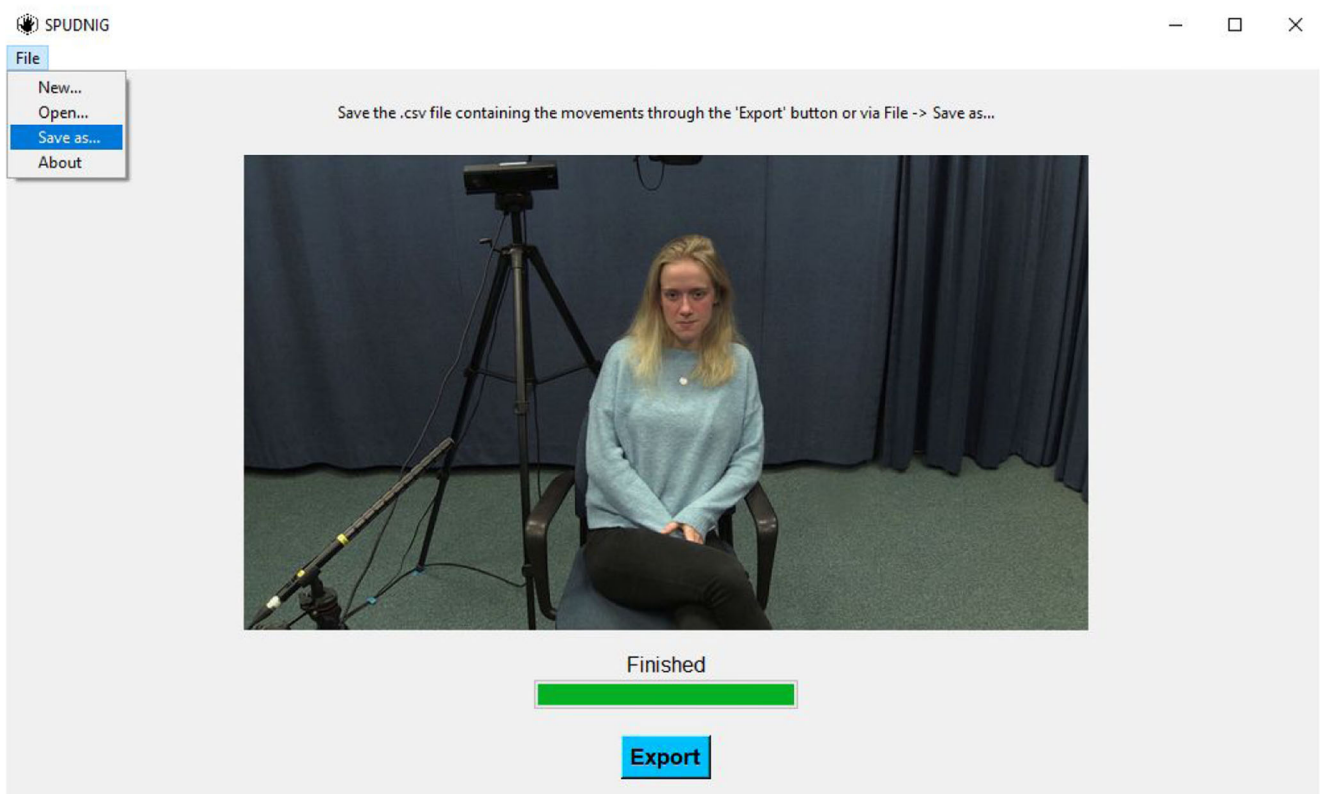 SPUDNIG
File
New...
Open...
Save as...
About
Save the .csv file containing the movements through the 'Export' button or via File -> Save as...
Finished
Export